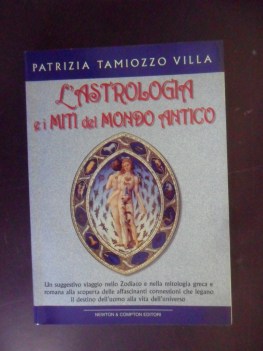 PATRIZIA TAMIOZZO VILLA
L'ASTROLOGIA
e i MITI del MONDO ANTICO
Un suggestivo viaggio nello Zodiaco e nella mitologia greca e
romana alla scoperta delle affascinanti connessioni che legano
il destino dell'uomo alla vita dell'universo
NEWTON & COMPTON EDITORI